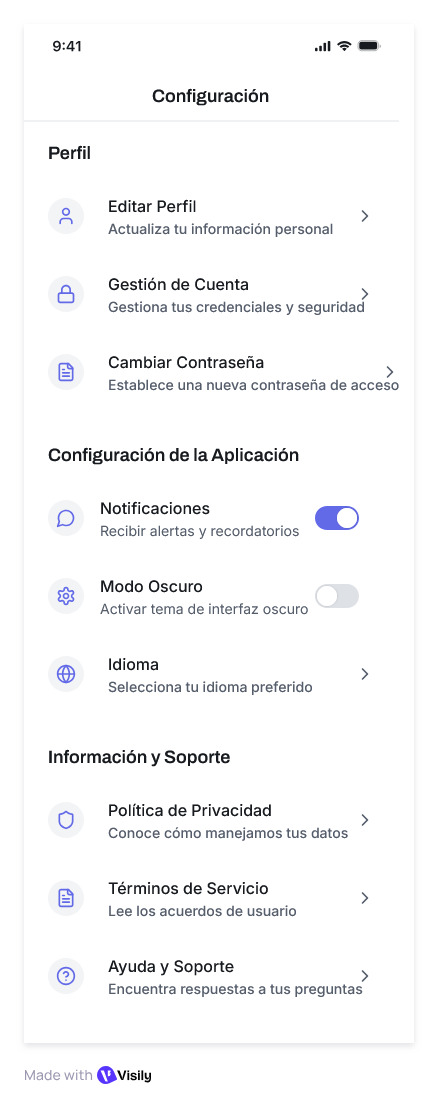 9:41
Configuración
Perfil
Editar Perfil
Actualiza tu información personal
Gestión de Cuenta
Gestiona tus credenciales y seguridad
Cambiar Contraseña
Establece una nueva contraseña de acceso
Configuración de la Aplicación
Notificaciones
Recibir alertas y recordatorios
Modo Oscuro
Activar tema de interfaz oscuro
Idioma
Selecciona tu idioma preferido
Información y Soporte
Política de Privacidad
Conoce cómo manejamos tus datos
Términos de Servicio
Lee los acuerdos de usuario
Ayuda y Soporte
Encuentra respuestas a tus preguntas
Made with Visily